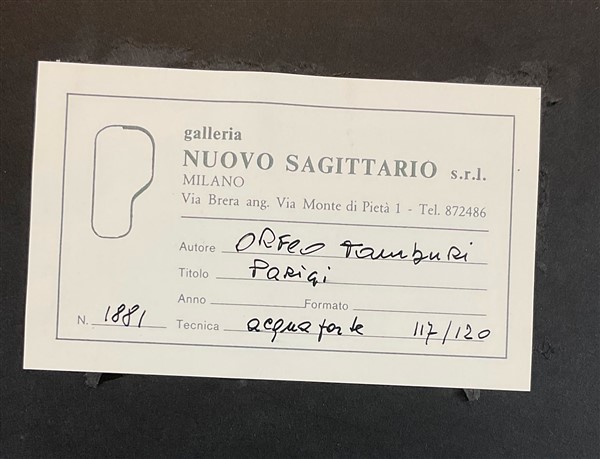 galleria
NUOVO SAGITTARIO s.r.l.
MILANO
Via Brera ang. Via Monte di Pietà 1 - Tel. 872486
Autore ORFEO Tamburi
Titolo Parigi
Anno Formato
N. 1881 Tecnica acquaforte 117/120